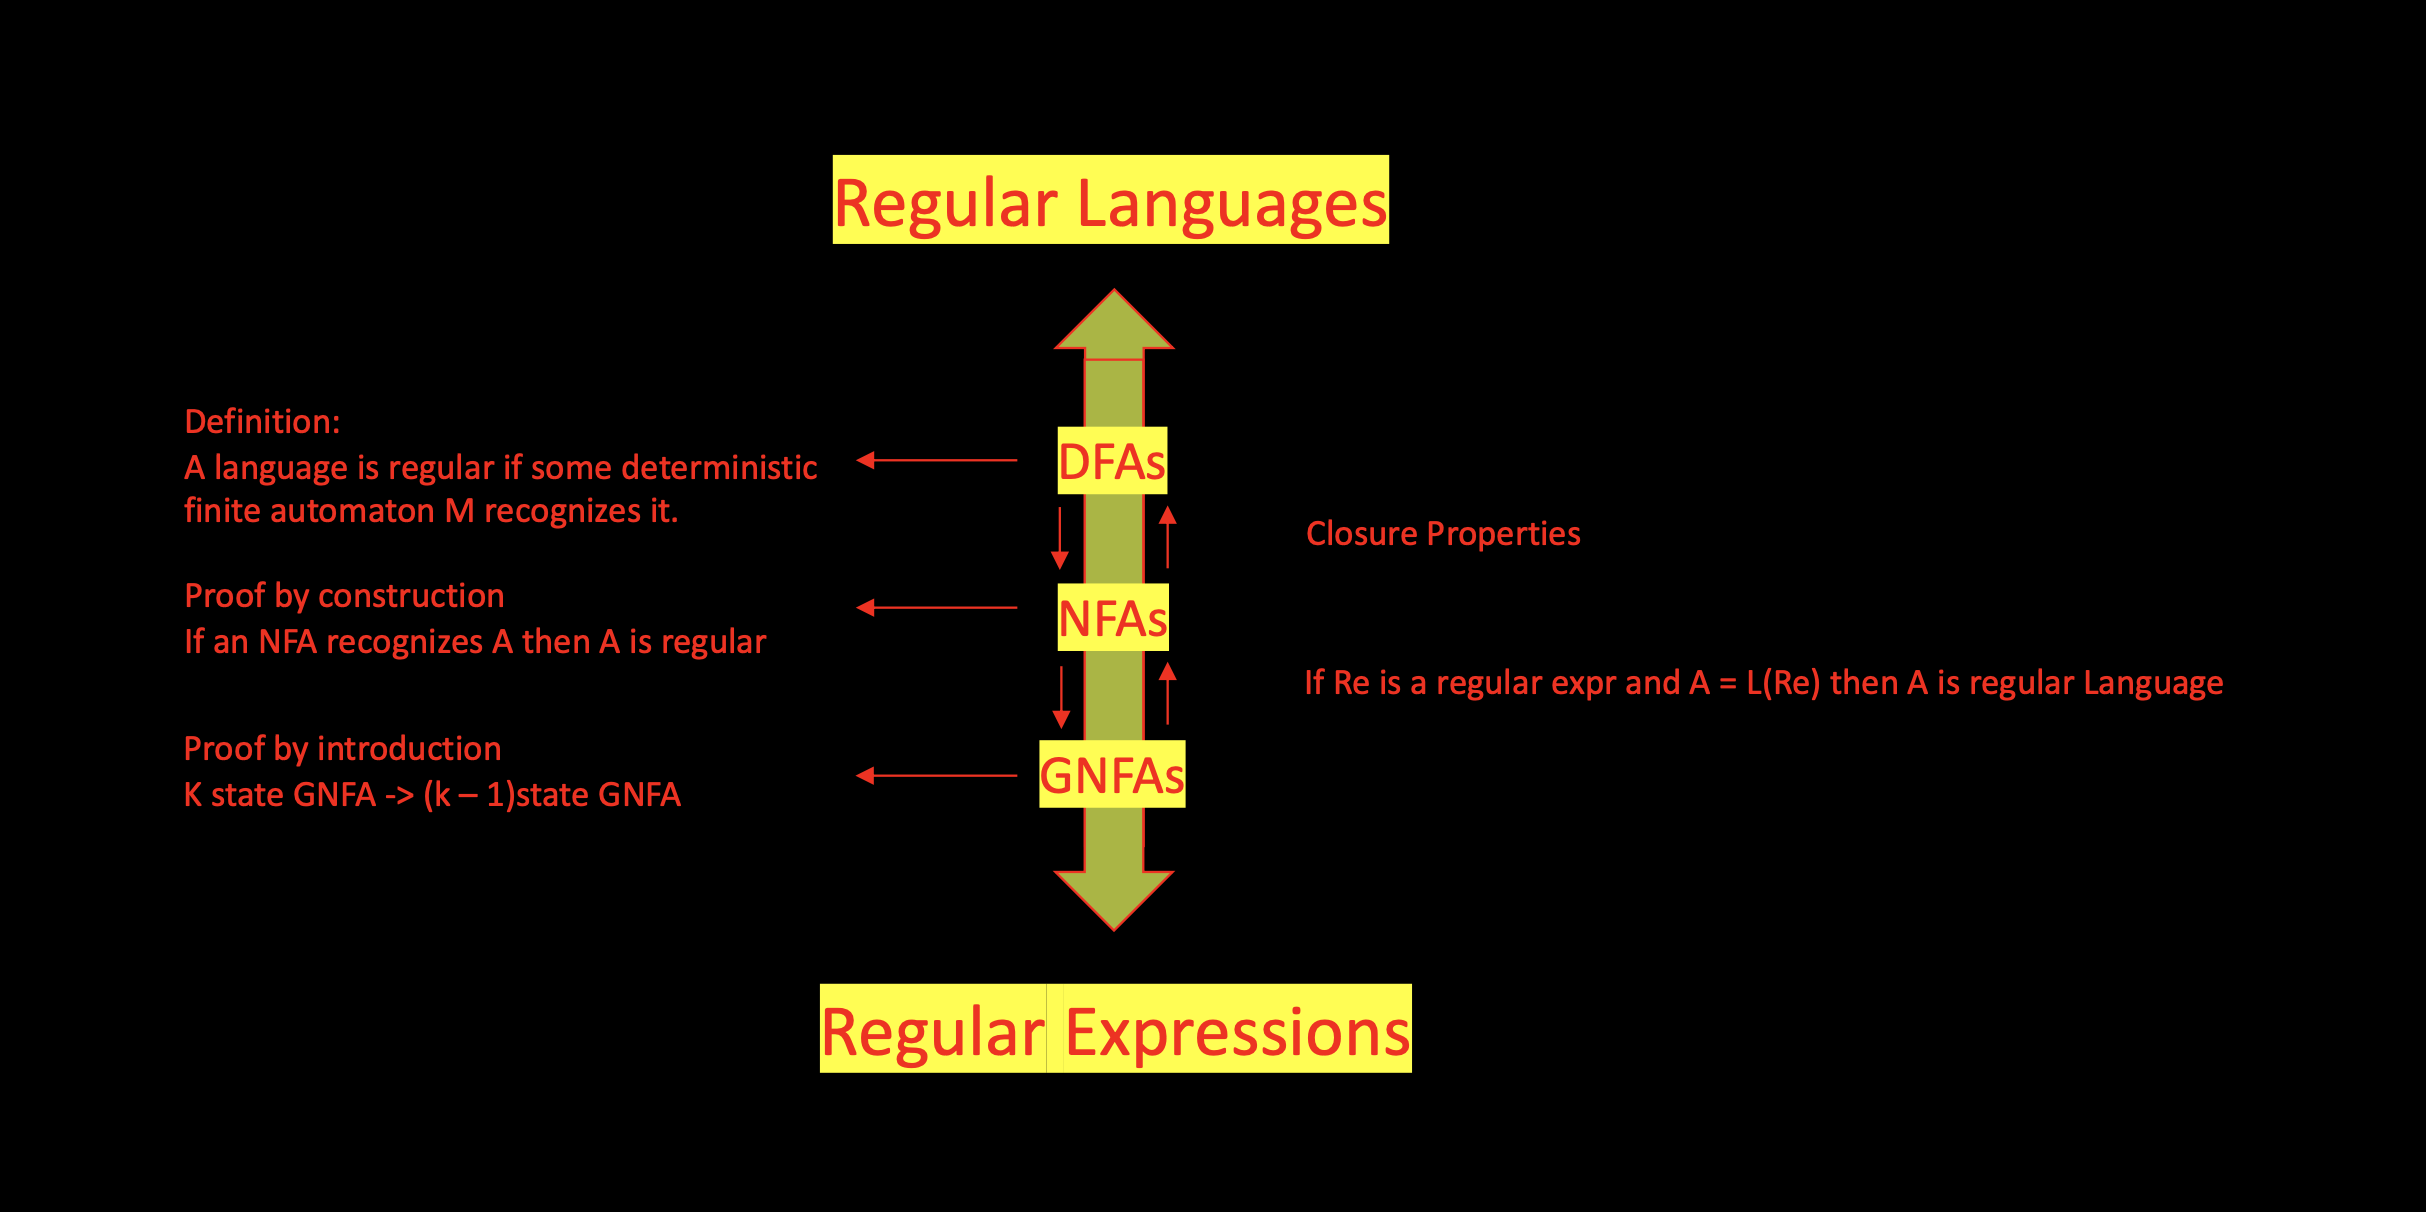 Regular Languages
Definition:
A language is regular if some deterministic
finite automaton M recognizes it.
DFAs
Closure Properties
Proof by construction
If an NFA recognizes A then A is regular
NFAs
If Re is a regular expr and A = L(Re) then A is regular Language
Proof by introduction
K state GNFA -> (k – 1)state GNFA
GNFAs
Regular Expressions